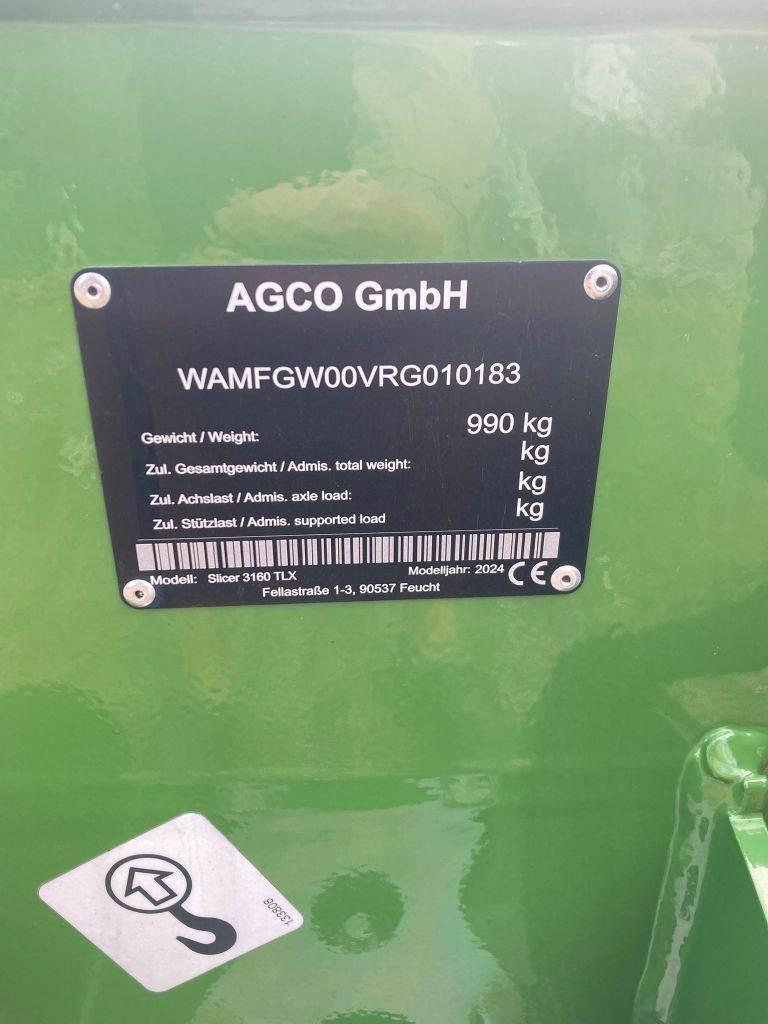 AGCO GmbH
WAMFGW00VRG010183
Gewicht / Weight: 990 kg
Zul. Gesamtgewicht / Admis. total weight: kg
Zul. Achslast / Admis. axle load: kg
Zul. Stützlast / Admis. supported load kg
Modell: Slicer 3160 TLX Modelljahr: 2024 CE
Fellastraße 1-3, 90537 Feucht
133808